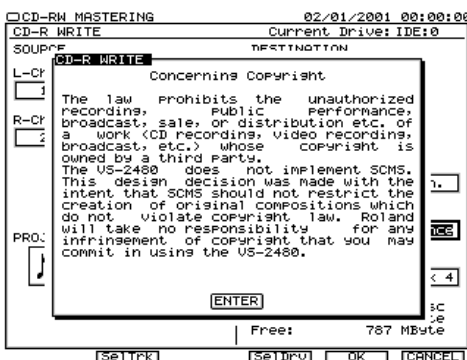 CD-RW MASTERING 02/01/2001 00:00:00
CD-R WRITE Current Drive:IDE:0
SOURCE DESTINATION
CD-R WRITE
Concerning Copyright
L-Ch
1
R-Ch
2
The law prohibits the unauthorized
recording, public performance,
broadcast, sale, or distribution etc. of
a work (CD recording, video recording,
broadcast, etc.) whose copyright is
owned by a third party.
The VS-2480 does not implement SCMS.
This design decision was made with the
intent that SCMS should not restrict the
creation of original compositions which
do not violate copyright law. Roland
will take no responsibility for any
infringement of copyright that you may
commit in using the VS-2480.
PROJ
ENTER
Free: 787 MByte
SelTrk SelDrv OK CANCEL